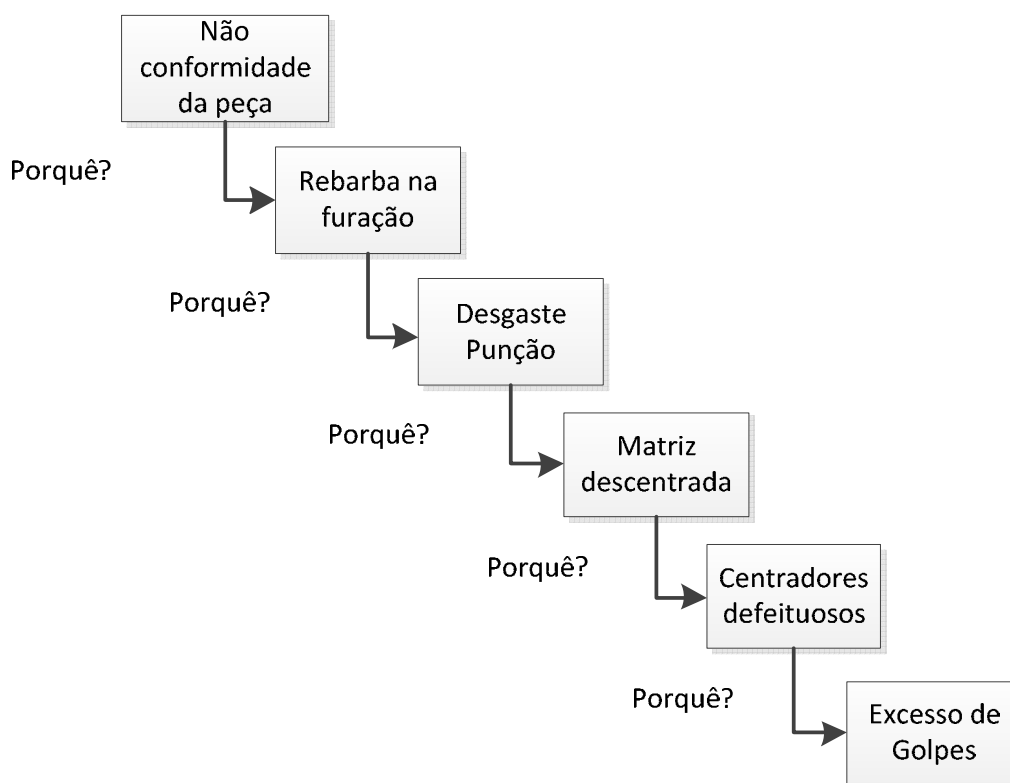 Não
conformidade
da peça
Porquê?
Rebarba na
furação
Porquê?
Desgaste
Punção
Porquê?
Matriz
descentrada
Porquê?
Centradores
defeituosos
Porquê?
Excesso de
Golpes